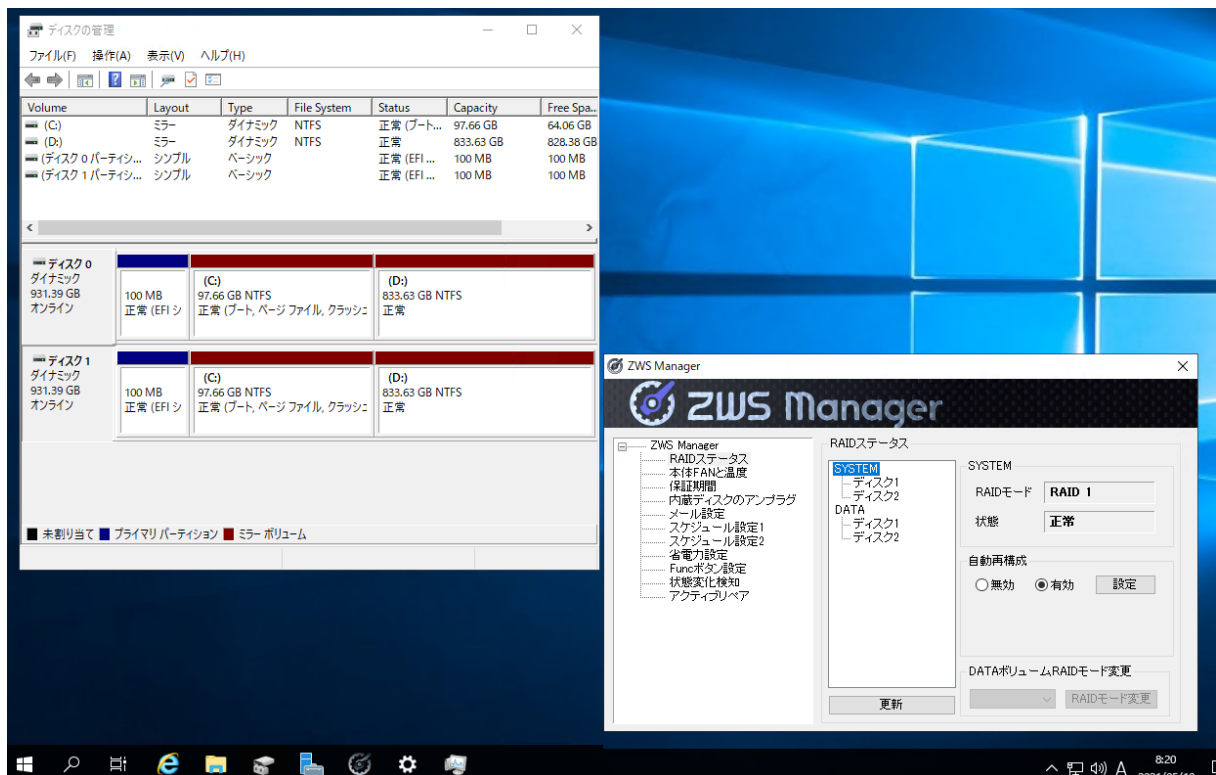 ディスクの管理
ファイル(F) 操作(A) 表示(V) ヘルプ(H)
Volume Layout Type File System Status Capacity Free Spa...
(C:) ミラー ダイナミック NTFS 正常 (ブート... 97.66 GB 64.06 GB
(D:) ミラー ダイナミック NTFS 正常 833.63 GB 828.38 GB
(ディスク 0 パーティシ... シンプル ベーシック 正常 (EFI ... 100 MB 100 MB
(ディスク 1 パーティシ... シンプル ベーシック 正常 (EFI ... 100 MB 100 MB
ディスク 0
ダイナミック
931.39 GB
オンライン
100 MB
正常 (EFI シ
(C:)
97.66 GB NTFS
正常 (ブート, ページ ファイル, クラッシュ
(D:)
833.63 GB NTFS
正常
ディスク 1
ダイナミック
931.39 GB
オンライン
100 MB
正常 (EFI シ
(C:)
97.66 GB NTFS
正常 (ブート, ページ ファイル, クラッシュ
(D:)
833.63 GB NTFS
正常
未割り当て プライマリ パーティション ミラー ボリューム
ZWS Manager
ZWS Manager
ZWS Manager
RAIDステータス
本体FANと温度
保証期間
内蔵ディスクのアンプラグ
メール設定
スケジュール設定1
スケジュール設定2
省電力設定
Funcボタン設定
状態変化検知
アクティブリペア
RAIDステータス
SYSTEM
ディスク1
ディスク2
DATA
ディスク1
ディスク2
更新
SYSTEM
RAIDモード RAID 1
状態 正常
自動再構成
無効 有効 設定
DATAボリュームRAIDモード変更
RAIDモード変更
A 8:20